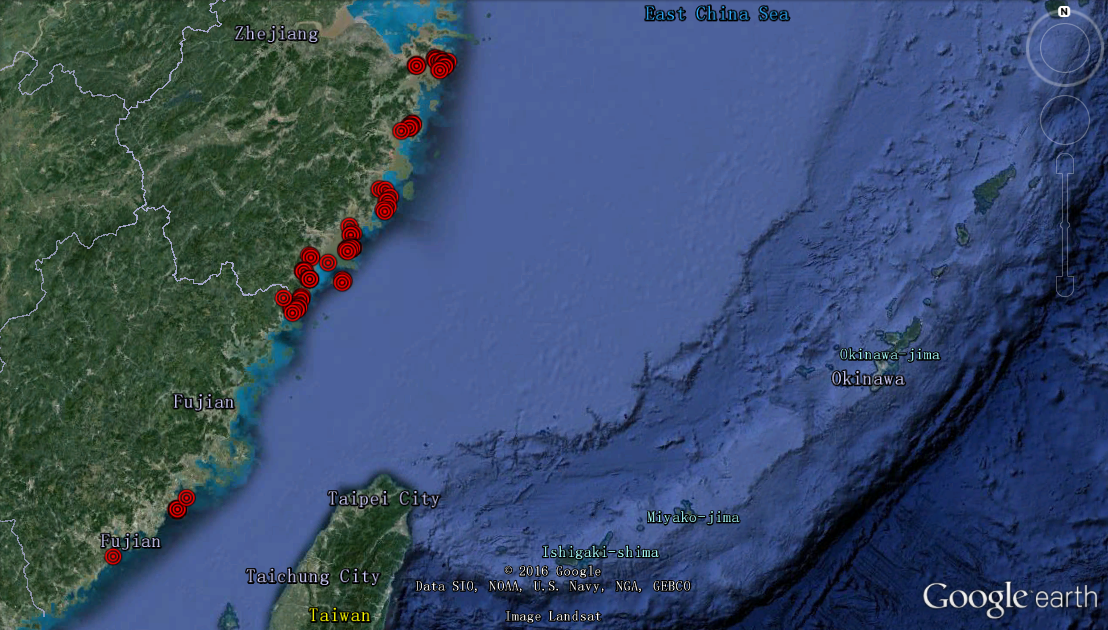 East China Sea
N
Zhejiang
Okinawa-jima
Okinawa
Fujian
Taipei City
Miyako-jima
Fujian
Ishigaki-shima
© 2016 Google
Taichung City
Data SIO, NOAA, U.S. Navy, NGA, GEBCO
Google earth
Taiwan
Image Landsat